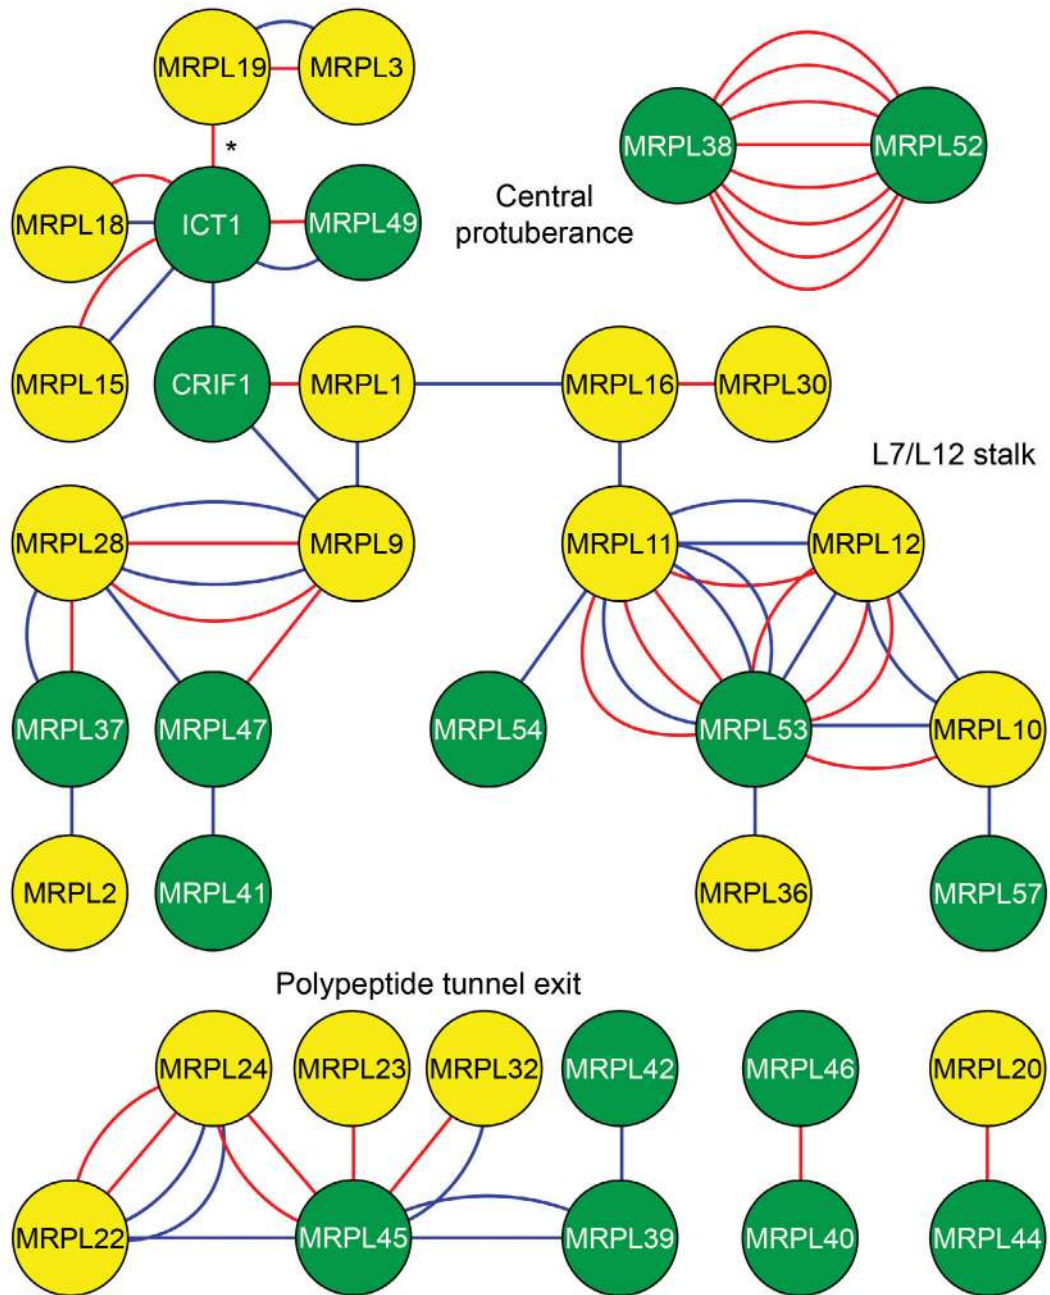 MRPL19 MRPL3
*
MRPL38 MRPL52
MRPL18 ICT1 MRPL49
Central
protuberance
MRPL15 CRIF1 MRPL1 MRPL16 MRPL30
L7/L12 stalk
MRPL28 MRPL9 MRPL11 MRPL12
MRPL37 MRPL47 MRPL54 MRPL53 MRPL10
MRPL2 MRPL41 MRPL36 MRPL57
Polypeptide tunnel exit
MRPL24 MRPL23 MRPL32 MRPL42 MRPL46 MRPL20
MRPL22 MRPL45 MRPL39 MRPL40 MRPL44